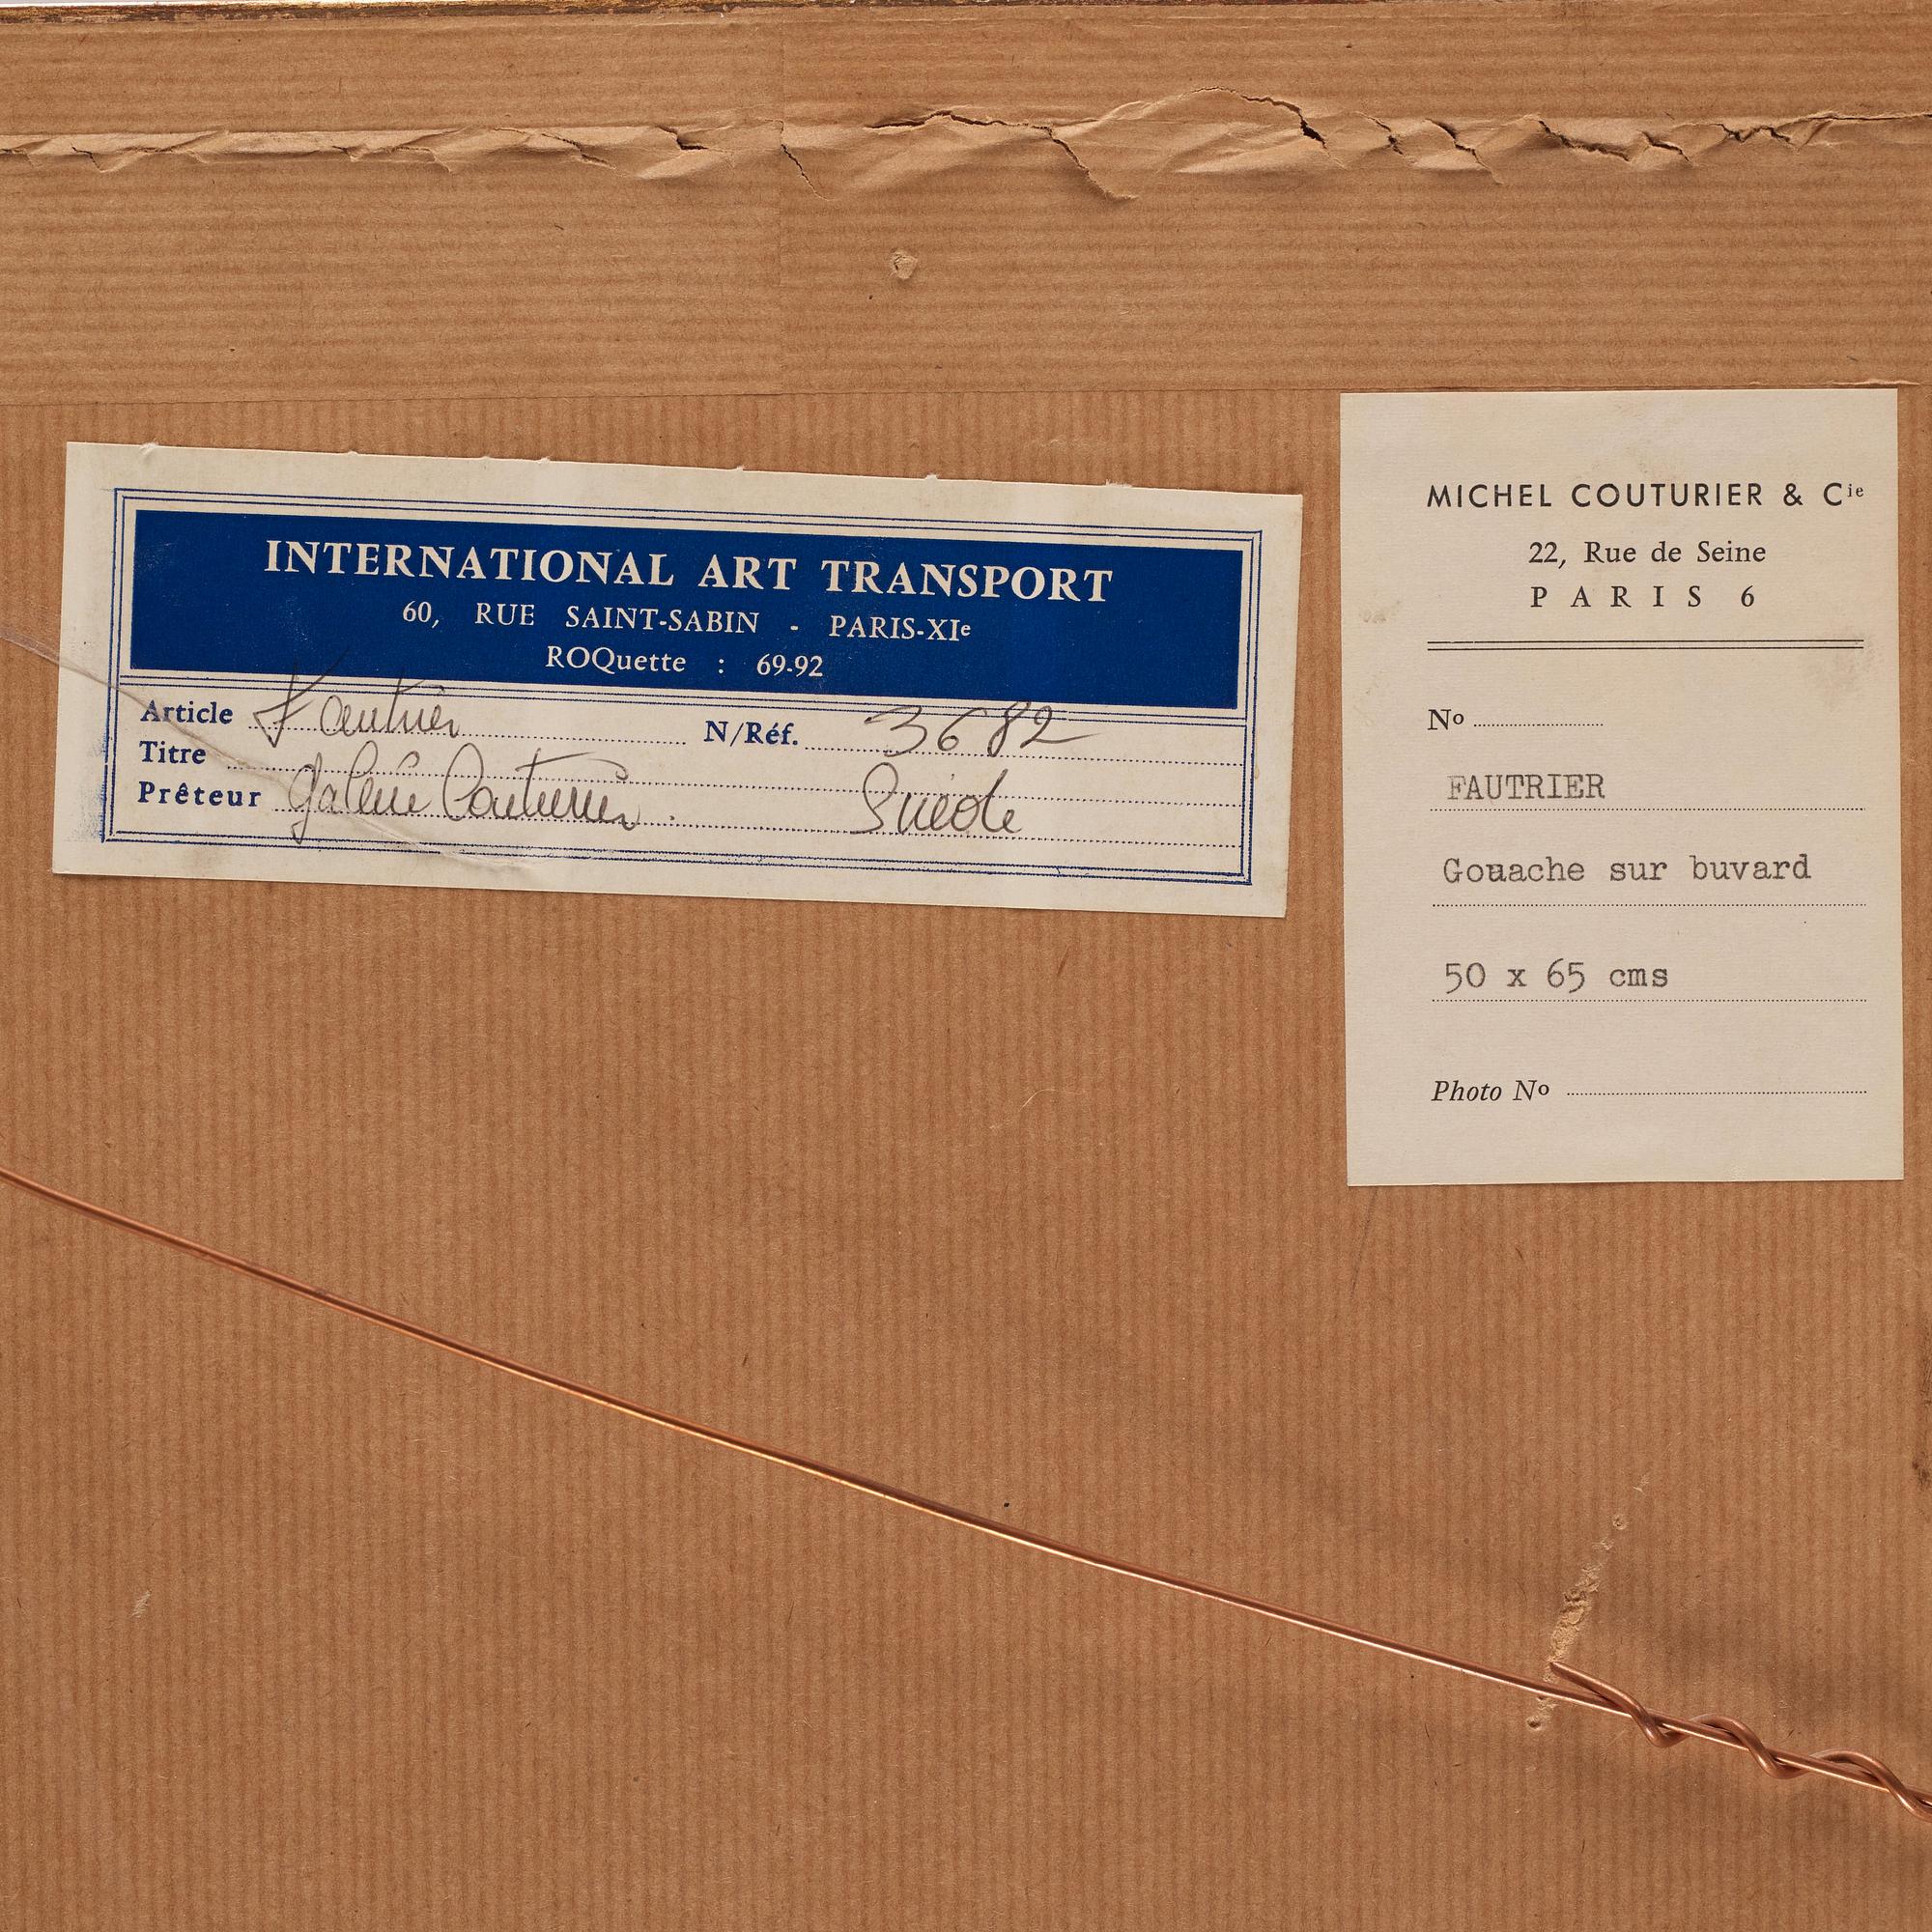 INTERNATIONAL ART TRANSPORT
60, RUE SAINT-SABIN - PARIS-XIe
ROQuette : 69-92
Article Fautrier N/Réf. 3682
Titre
Prêteur Galerie Couturier. Suède
MICHEL COUTURIER & Cie
22, Rue de Seine
PARIS 6
No
FAUTRIER
Gouache sur buvard
50 x 65 cms
Photo No